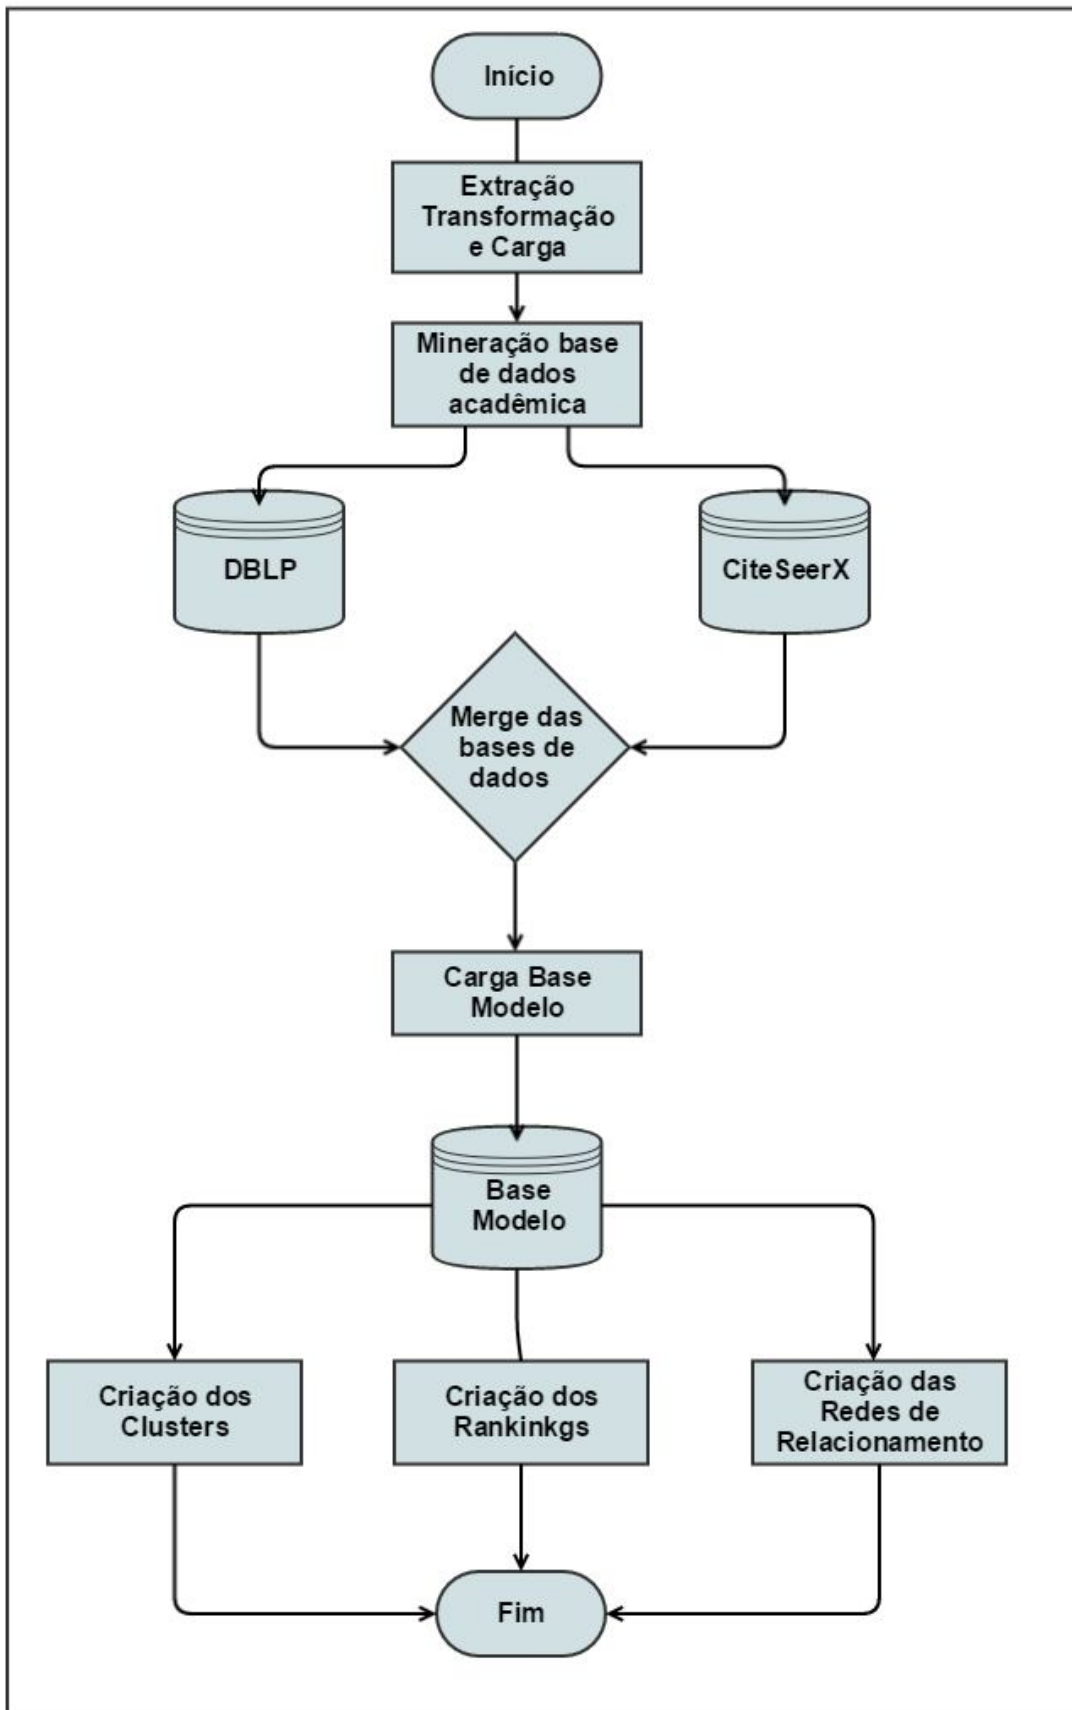 Início
Extração
Transformação
e Carga
Mineração base
de dados
acadêmica
DBLP
CiteSeerX
Merge das
bases de
dados
Carga Base
Modelo
Base
Modelo
Criação dos
Clusters
Criação dos
Rankinkgs
Criação das
Redes de
Relacionamento
Fim